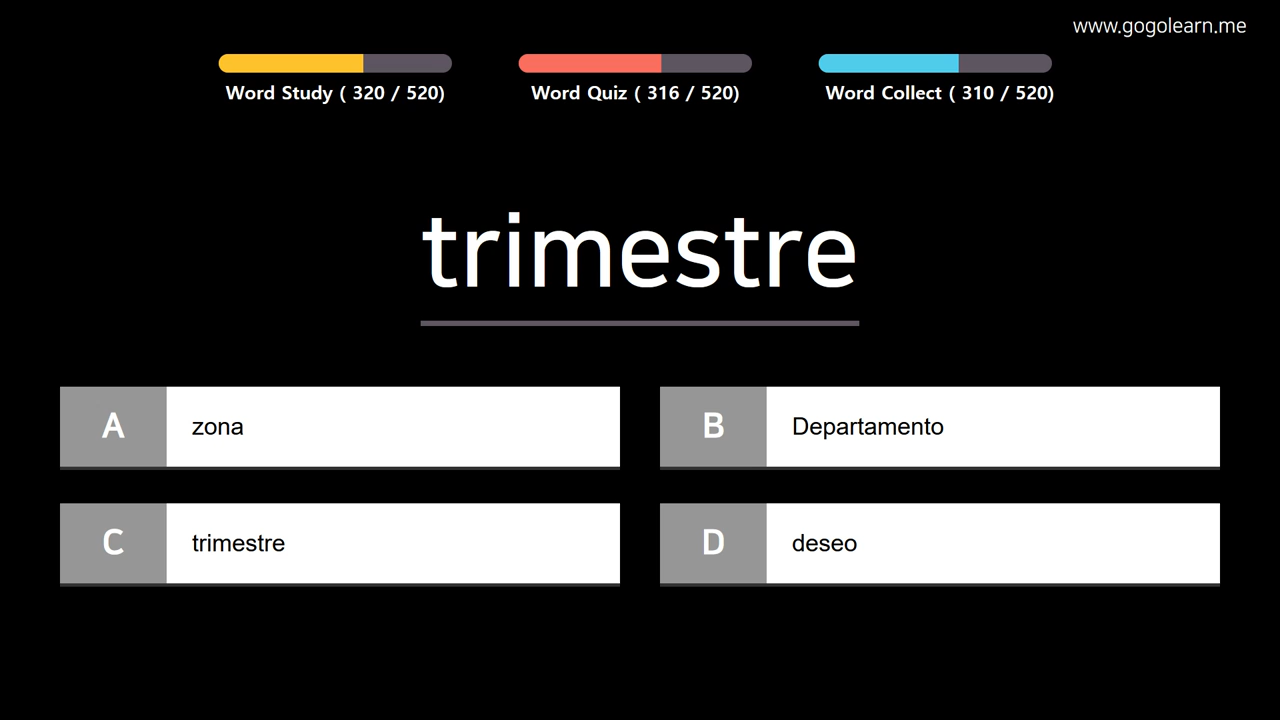 www.gogolearn.me
Word Study ( 320 / 520)
Word Quiz ( 316 / 520)
Word Collect ( 310 / 520)
trimestre
A zona
B Departamento
C trimestre
D deseo